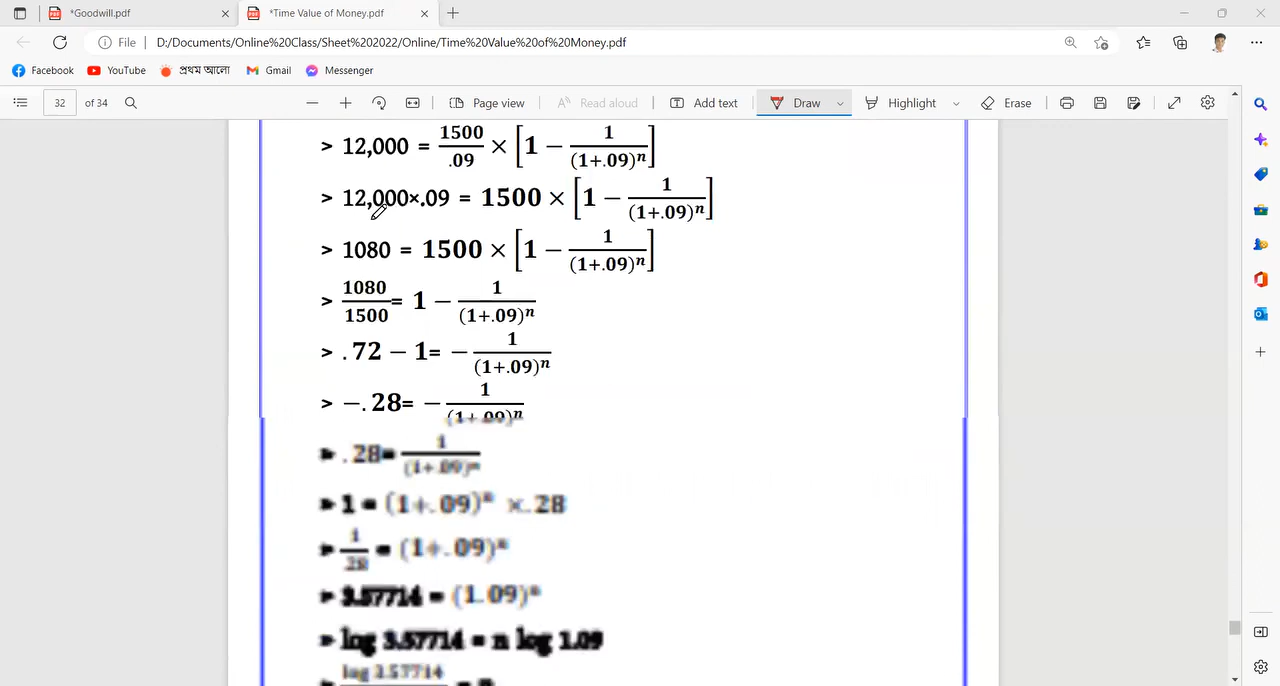 *Goodwill.pdf
*Time Value of Money.pdf
File D:/Documents/Online%20Class/Sheet%202022/Online/Time%20Value%20of%20Money.pdf
Facebook YouTube প্রথম আলো Gmail Messenger
32 of 34 Page view Read aloud Add text Draw Highlight Erase
> 12,000 = 1500/.09 × [1 − 1/(1+.09)ⁿ]
> 12,000×.09 = 1500 × [1 − 1/(1+.09)ⁿ]
> 1080 = 1500 × [1 − 1/(1+.09)ⁿ]
> 1080/1500 = 1 − 1/(1+.09)ⁿ
> .72 − 1= − 1/(1+.09)ⁿ
> −.28= − 1/(1+.09)ⁿ
> .28= 1/(1+.09)ⁿ
> 1 = (1+.09)ⁿ ×.28
> 1/.28 = (1+.09)ⁿ
> 3.57714 = (1.09)ⁿ
> log 3.57714 = n log 1.09
log 3.57714 = n